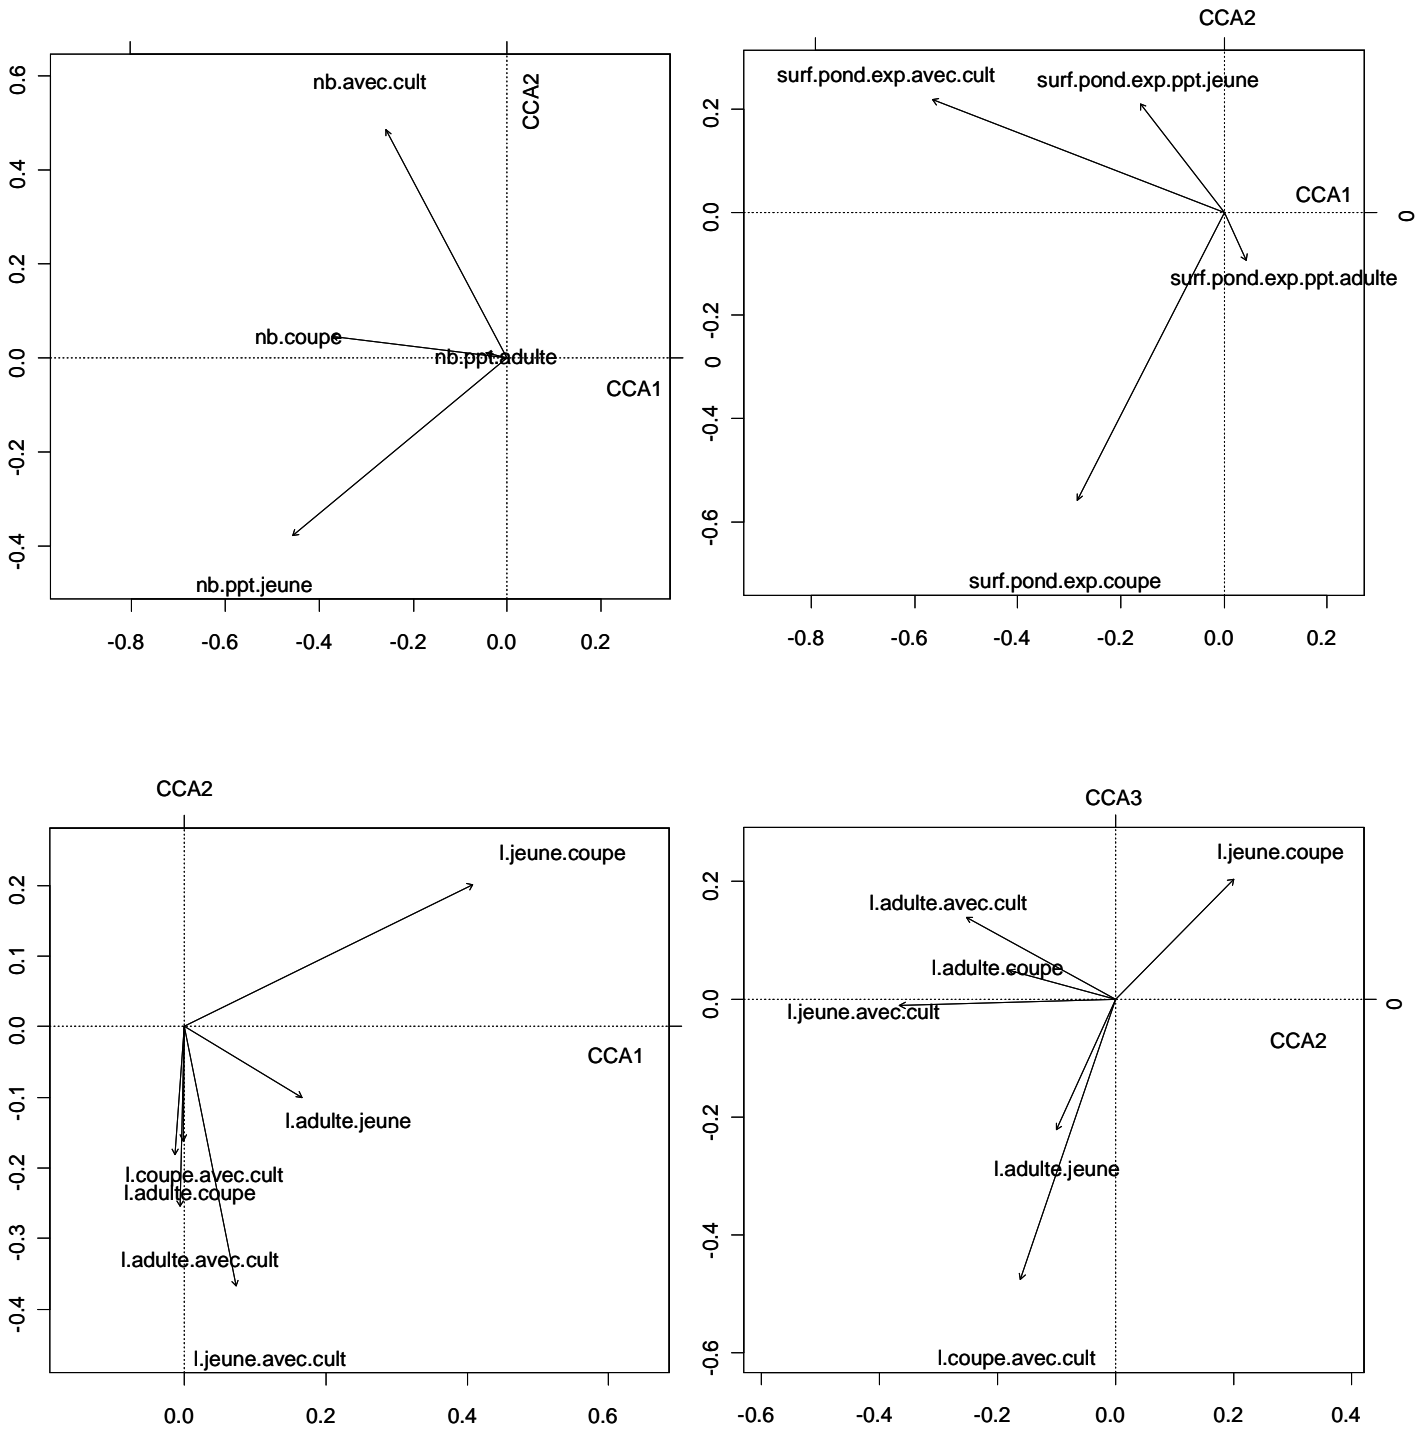 nb.avec.cult
CCA2
nb.coupe
nb.ppt.adulte
CCA1
nb.ppt.jeune
0.6
0.4
0.2
0.0
-0.2
-0.4
-0.8
-0.6
-0.4
-0.2
0.0
0.2
CCA2
surf.pond.exp.avec.cult
surf.pond.exp.ppt.jeune
CCA1
0
surf.pond.exp.ppt.adulte
surf.pond.exp.coupe
0.2
0.0
-0.2
0
-0.4
-0.6
-0.8
-0.6
-0.4
-0.2
0.0
0.2
CCA2
l.jeune.coupe
CCA1
l.adulte.jeune
l.coupe.avec.cult
l.adulte.coupe
l.adulte.avec.cult
l.jeune.avec.cult
0.2
0.1
0.0
-0.1
-0.2
-0.3
-0.4
0.0
0.2
0.4
0.6
CCA3
l.jeune.coupe
l.adulte.avec.cult
l.adulte.coupe
l.jeune.avec.cult
0
CCA2
l.adulte.jeune
l.coupe.avec.cult
0.2
0.0
-0.2
-0.4
-0.6
-0.6
-0.4
-0.2
0.0
0.2
0.4